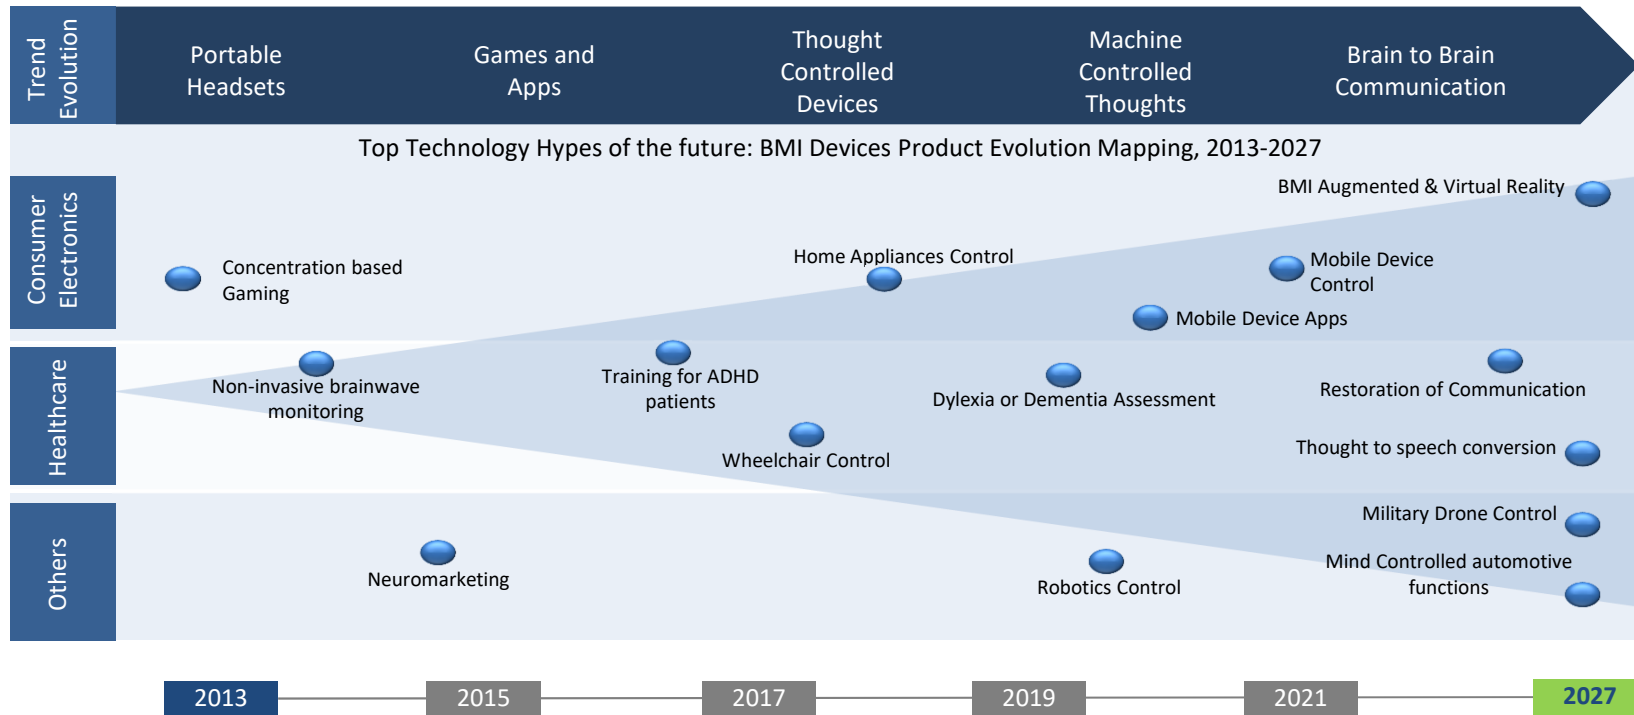 Trend
Evolution
Portable
Headsets
Games and
Apps
Thought
Controlled
Devices
Machine
Controlled
Thoughts
Brain to Brain
Communication
Top Technology Hypes of the future: BMI Devices Product Evolution Mapping, 2013-2027
Consumer
Electronics
BMI Augmented & Virtual Reality
Concentration based
Gaming
Home Appliances Control
Mobile Device
Control
Mobile Device Apps
Healthcare
Non-invasive brainwave
monitoring
Training for ADHD
patients
Wheelchair Control
Dylexia or Dementia Assessment
Restoration of Communication
Thought to speech conversion
Others
Neuromarketing
Robotics Control
Military Drone Control
Mind Controlled automotive
functions
2013
2015
2017
2019
2021
2027